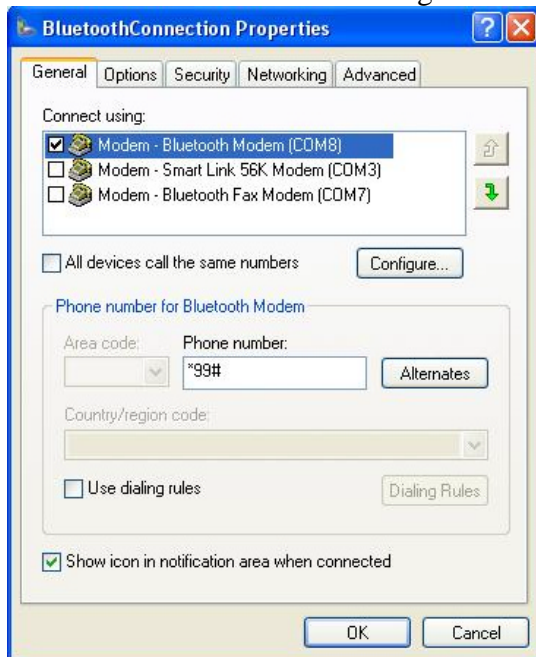 BluetoothConnection Properties
General Options Security Networking Advanced
Connect using:
Modem - Bluetooth Modem (COM8)
Modem - Smart Link 56K Modem (COM3)
Modem - Bluetooth Fax Modem (COM7)
All devices call the same numbers Configure...
Phone number for Bluetooth Modem
Area code: Phone number:
*99# Alternates
Country/region code:
Use dialing rules Dialing Rules
Show icon in notification area when connected
OK Cancel